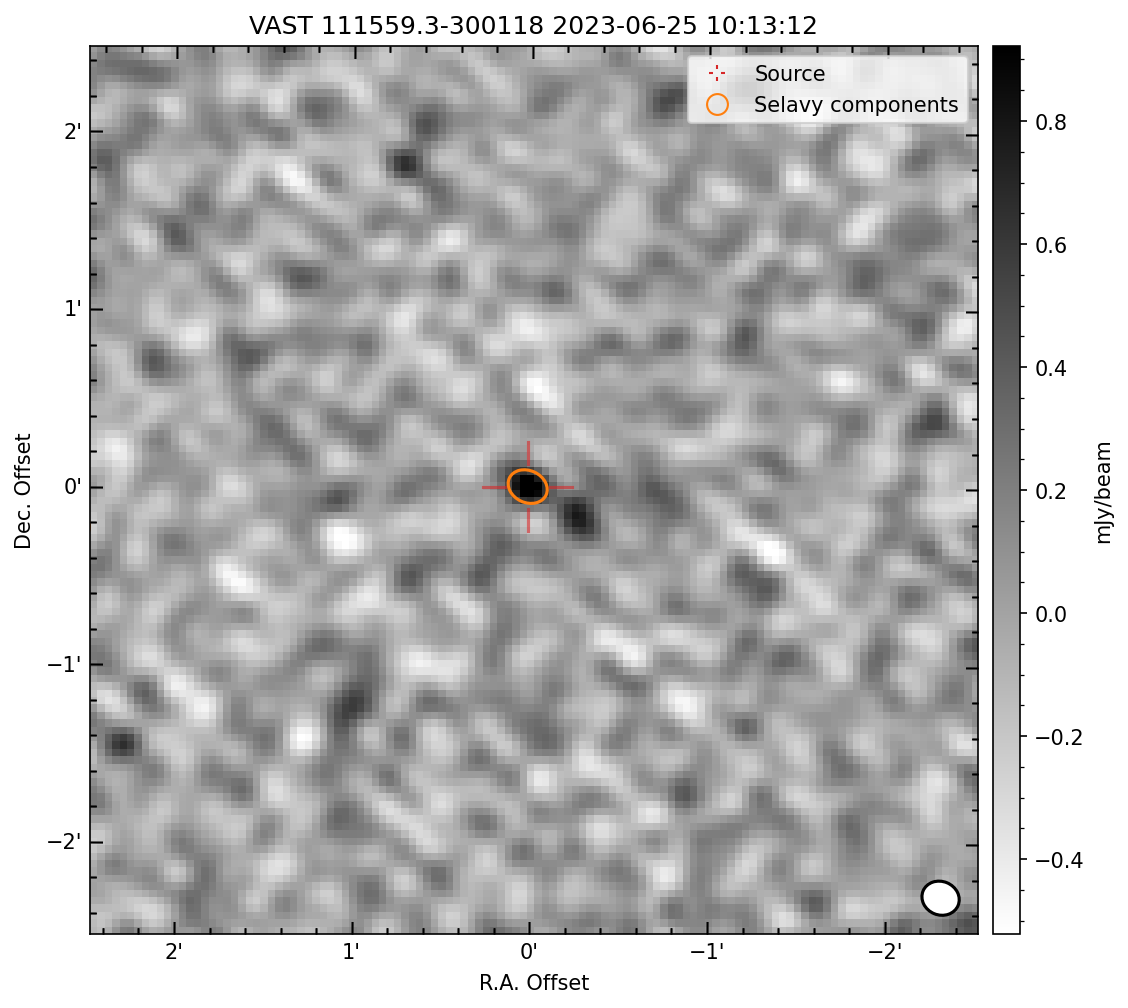 VAST 111559.3-300118 2023-06-25 10:13:12
Source
Selavy components
2'
1'
0'
−1'
−2'
Dec. Offset
2'
1'
0'
−1'
−2'
R.A. Offset
0.8
0.6
0.4
0.2
0.0
−0.2
−0.4
mJy/beam